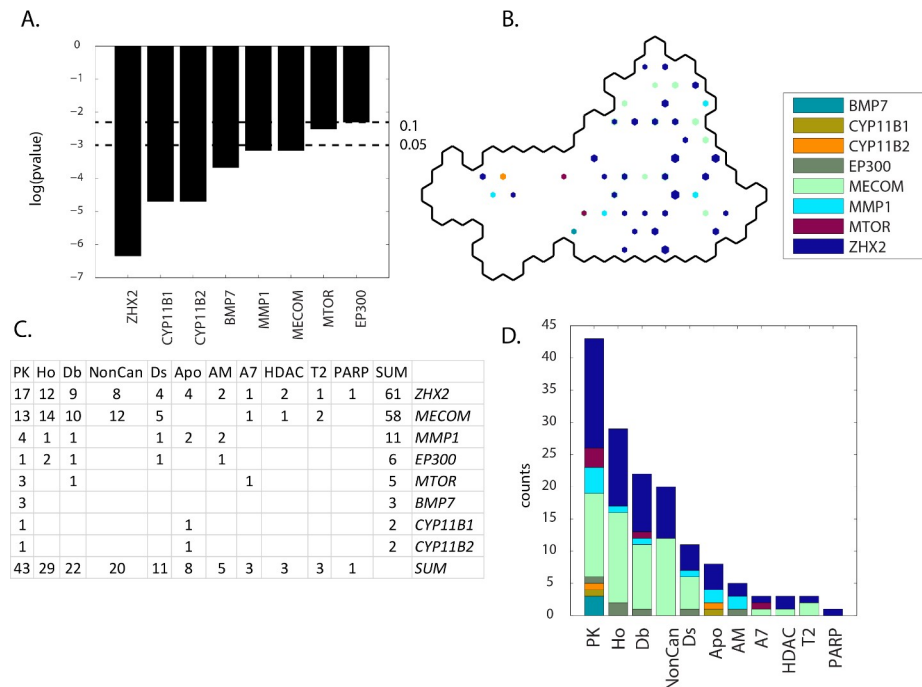 A.
0
−1
−2
−3
−4
−5
−6
−7
log(pvalue)
0.1
0.05
ZHX2
CYP11B1
CYP11B2
BMP7
MMP1
MECOM
MTOR
EP300
B.
BMP7
CYP11B1
CYP11B2
EP300
MECOM
MMP1
MTOR
ZHX2
C.
PK Ho Db NonCan Ds Apo AM A7 HDAC T2 PARP SUM
17 12 9 8 4 4 2 1 2 1 1 61 ZHX2
13 14 10 12 5 1 1 2 58 MECOM
4 1 1 1 2 2 11 MMP1
1 2 1 1 1 6 EP300
3 1 1 5 MTOR
3 3 BMP7
1 1 2 CYP11B1
1 1 2 CYP11B2
43 29 22 20 11 8 5 3 3 3 1 SUM
D.
45
40
35
30
25
20
15
10
5
0
counts
PK
Ho
Db
NonCan
Ds
Apo
AM
A7
HDAC
T2
PARP